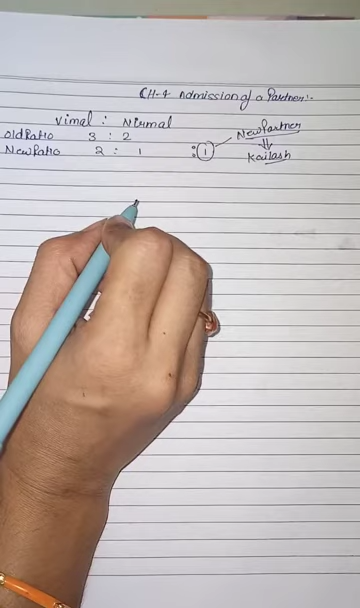 CH-4 Admission of a Partner:-
Vimal : Nirmal
Old Ratio 3 : 2
New Partner
New Ratio 2 : 1 : 1
Kailash